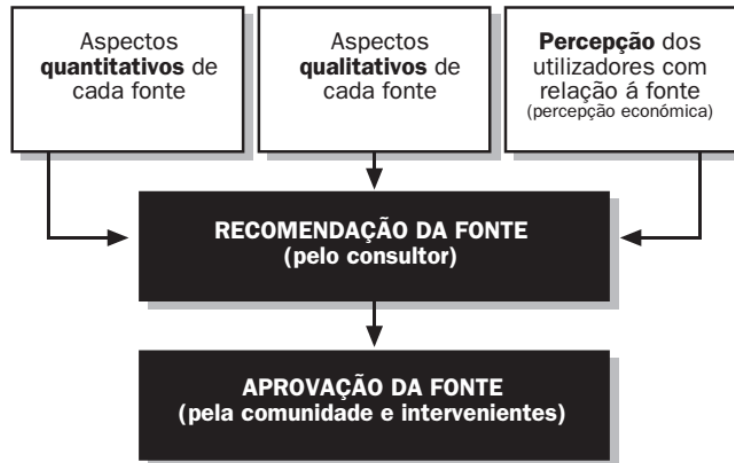 Aspectos
quantitativos de
cada fonte
Aspectos
qualitativos de
cada fonte
Percepção dos
utilizadores com
relação á fonte
(percepção económica)
RECOMENDAÇÃO DA FONTE
(pelo consultor)
APROVAÇÃO DA FONTE
(pela comunidade e intervenientes)